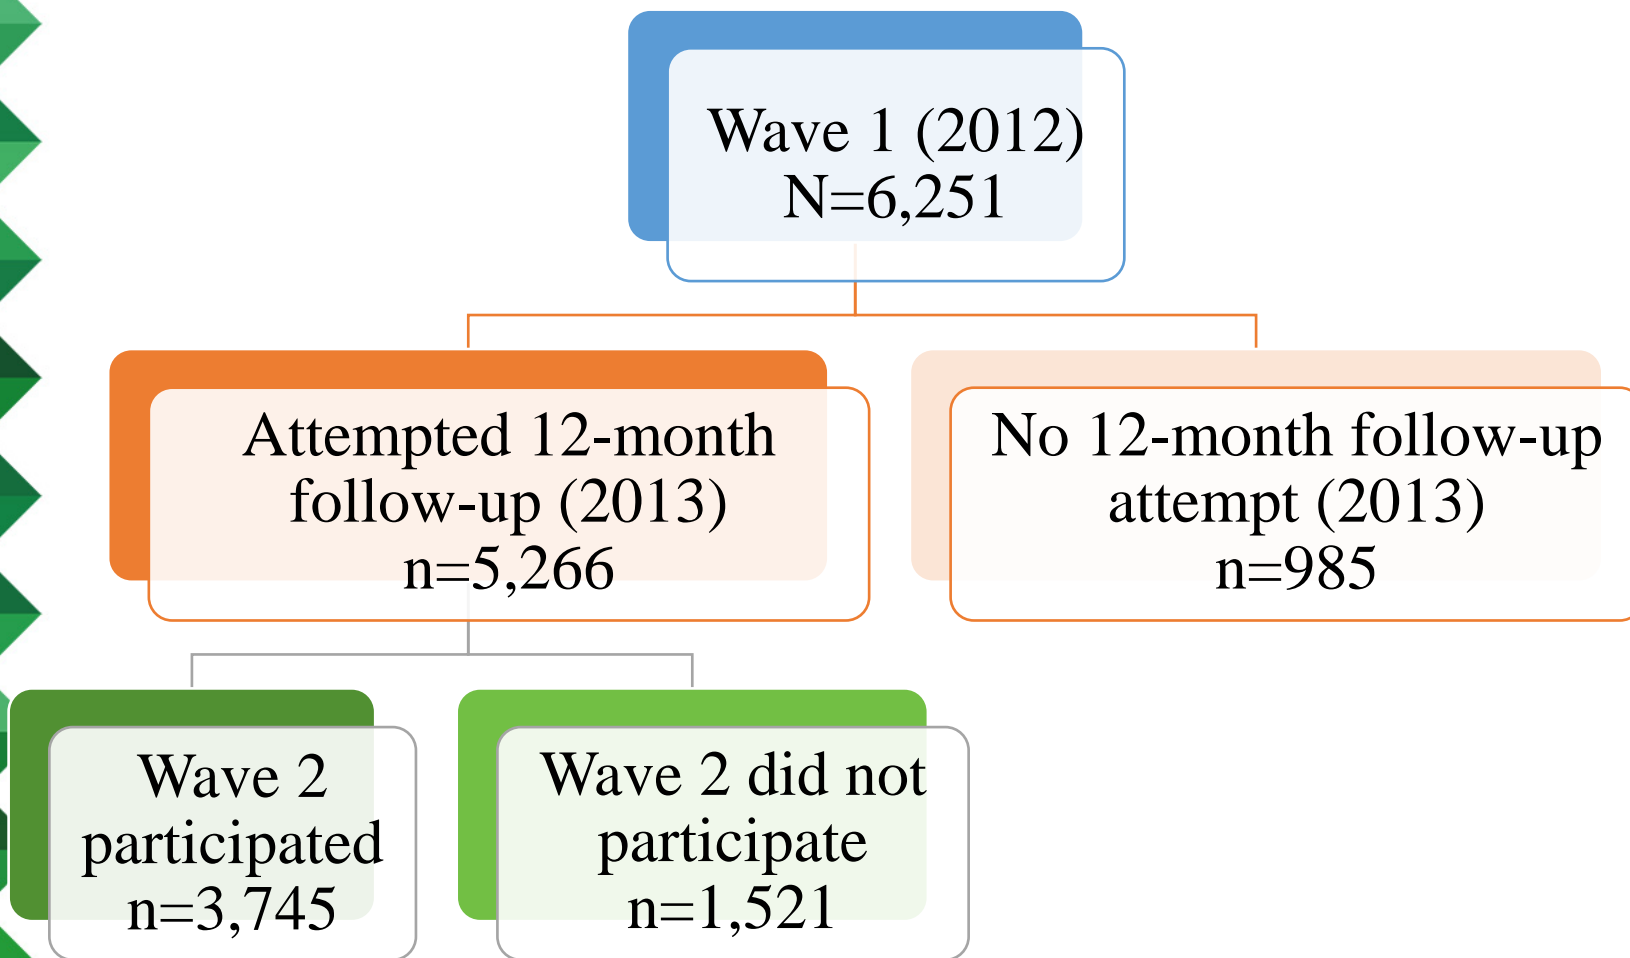 Wave 1 (2012)
N=6,251
Attempted 12-month
follow-up (2013)
n=5,266
No 12-month follow-up
attempt (2013)
n=985
Wave 2
participated
n=3,745
Wave 2 did not
participate
n=1,521